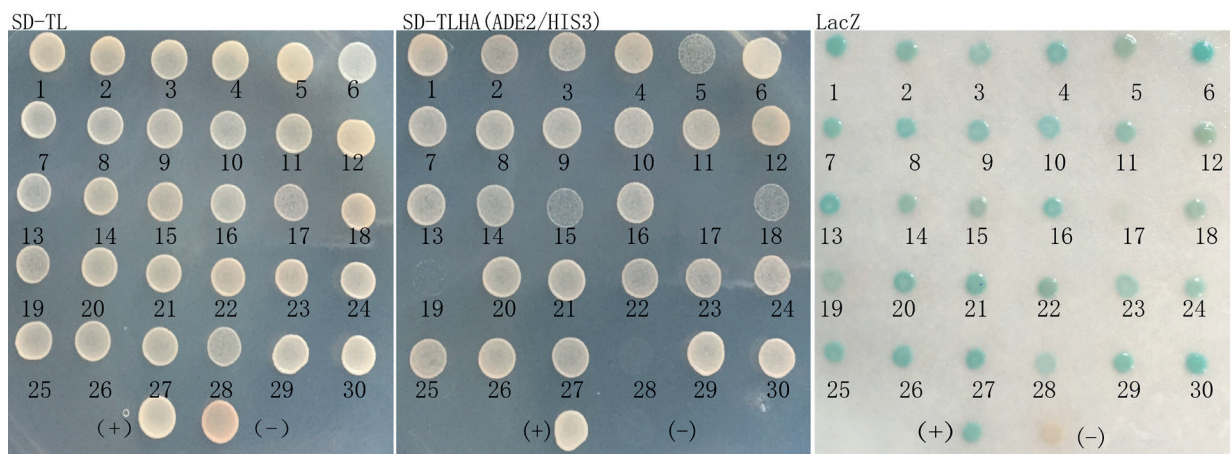 SD-TL SD-TLHA(ADE2/HIS3) LacZ
1 2 3 4 5 6 1 2 3 4 5 6 1 2 3 4 5 6
7 8 9 10 11 12 7 8 9 10 11 12 7 8 9 10 11 12
13 14 15 16 17 18 13 14 15 16 17 18 13 14 15 16 17 18
19 20 21 22 23 24 19 20 21 22 23 24 19 20 21 22 23 24
25 26 27 28 29 30 25 26 27 28 29 30 25 26 27 28 29 30
(+) (-) (+) (-) (+) (-)